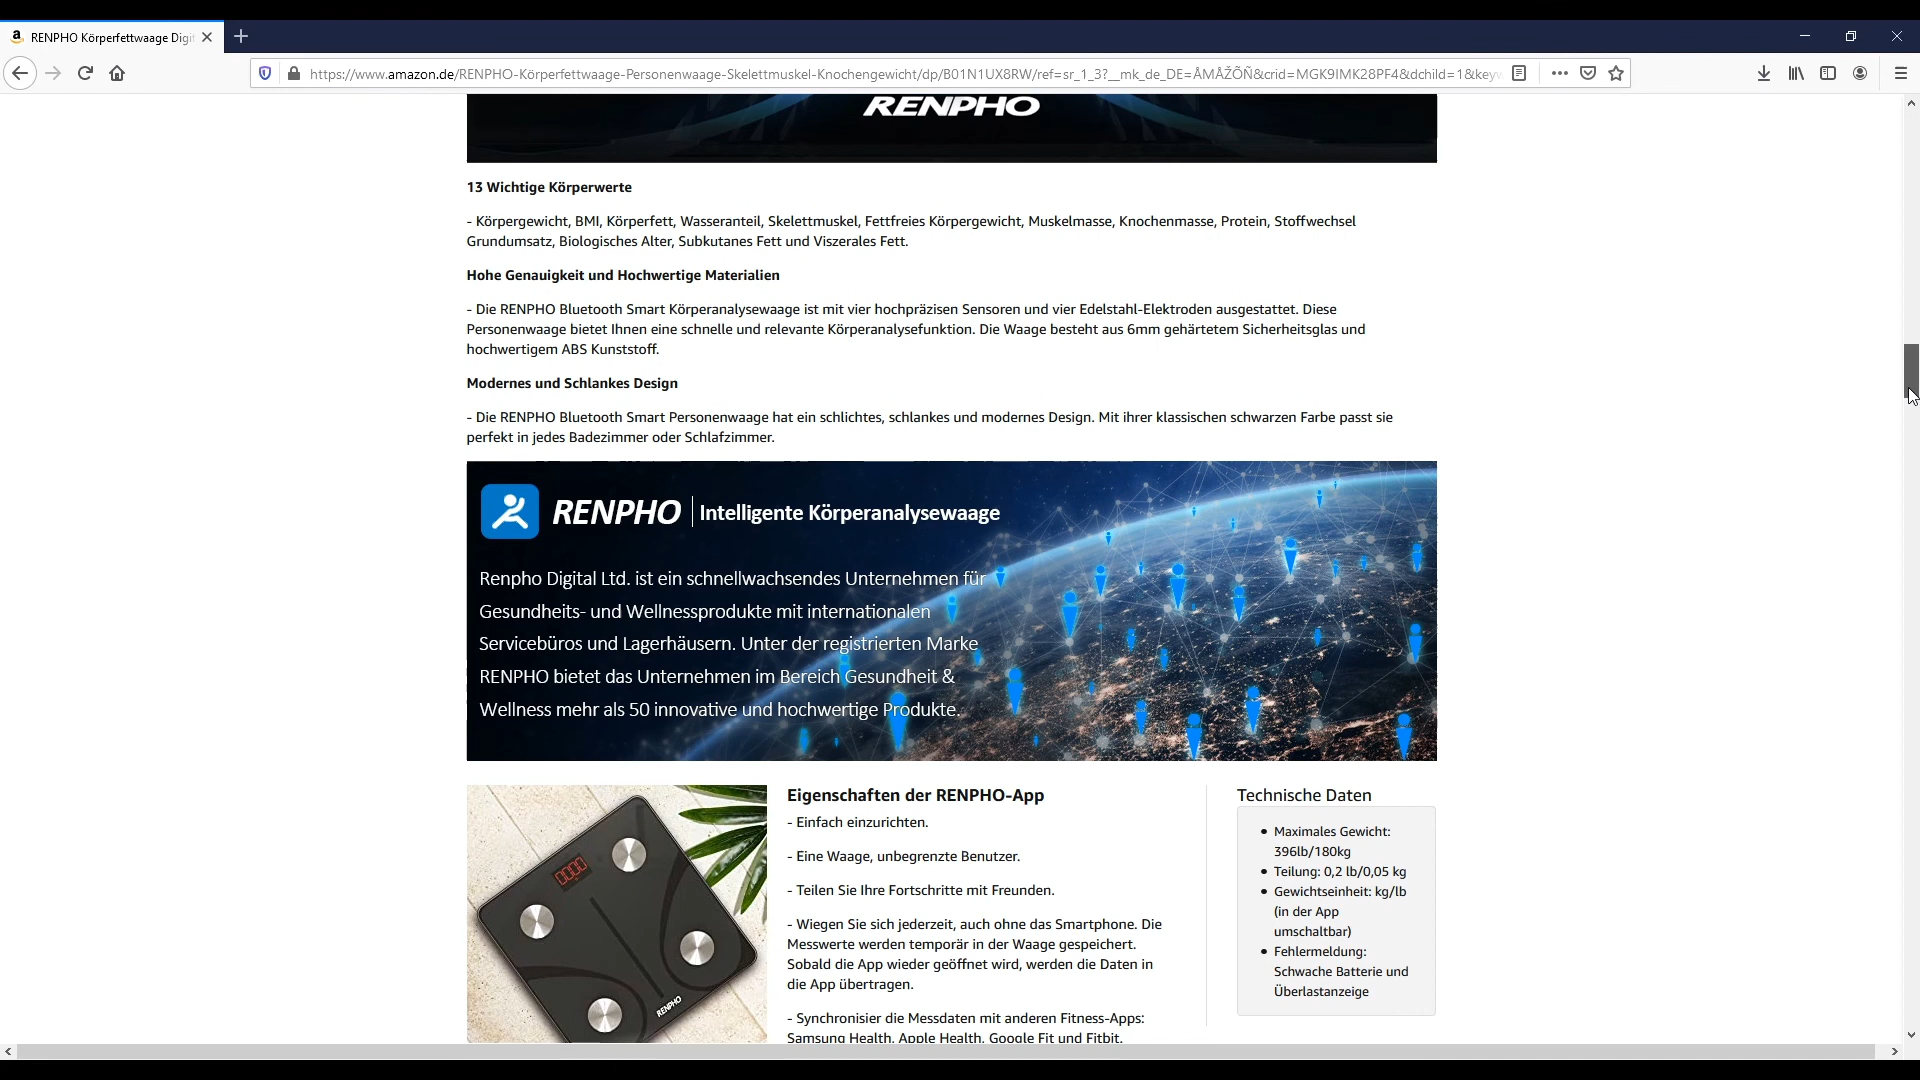 RENPHO Körperfettwaage Digi
https://www.amazon.de/RENPHO-Körperfettwaage-Personenwaage-Skelettmuskel-Knochengewicht/dp/B01N1UX8RW/ref=sr_1_3?__mk_de_DE=ÅMÅŽÕÑ&crid=MGK9IMK28PF4&dchild=1&keyw
RENPHO
13 Wichtige Körperwerte
- Körpergewicht, BMI, Körperfett, Wasseranteil, Skelettmuskel, Fettfreies Körpergewicht, Muskelmasse, Knochenmasse, Protein, Stoffwechsel
Grundumsatz, Biologisches Alter, Subkutanes Fett und Viszerales Fett.
Hohe Genauigkeit und Hochwertige Materialien
- Die RENPHO Bluetooth Smart Körperanalysewaage ist mit vier hochpräzisen Sensoren und vier Edelstahl-Elektroden ausgestattet. Diese
Personenwaage bietet Ihnen eine schnelle und relevante Körperanalysefunktion. Die Waage besteht aus 6mm gehärtetem Sicherheitsglas und
hochwertigem ABS Kunststoff.
Modernes und Schlankes Design
- Die RENPHO Bluetooth Smart Personenwaage hat ein schlichtes, schlankes und modernes Design. Mit ihrer klassischen schwarzen Farbe passt sie
perfekt in jedes Badezimmer oder Schlafzimmer.
RENPHO | Intelligente Körperanalysewaage
Renpho Digital Ltd. ist ein schnellwachsendes Unternehmen für
Gesundheits- und Wellnessprodukte mit internationalen
Servicebüros und Lagerhäusern. Unter der registrierten Marke
RENPHO bietet das Unternehmen im Bereich Gesundheit &
Wellness mehr als 50 innovative und hochwertige Produkte.
RENPHO
Eigenschaften der RENPHO-App
- Einfach einzurichten.
- Eine Waage, unbegrenzte Benutzer.
- Teilen Sie Ihre Fortschritte mit Freunden.
- Wiegen Sie sich jederzeit, auch ohne das Smartphone. Die
Messwerte werden temporär in der Waage gespeichert.
Sobald die App wieder geöffnet wird, werden die Daten in
die App übertragen.
- Synchronisier die Messdaten mit anderen Fitness-Apps:
Samsung Health, Apple Health, Google Fit und Fitbit.
Technische Daten
• Maximales Gewicht:
396lb/180kg
• Teilung: 0,2 lb/0,05 kg
• Gewichtseinheit: kg/lb
(in der App
umschaltbar)
• Fehlermeldung:
Schwache Batterie und
Überlastanzeige